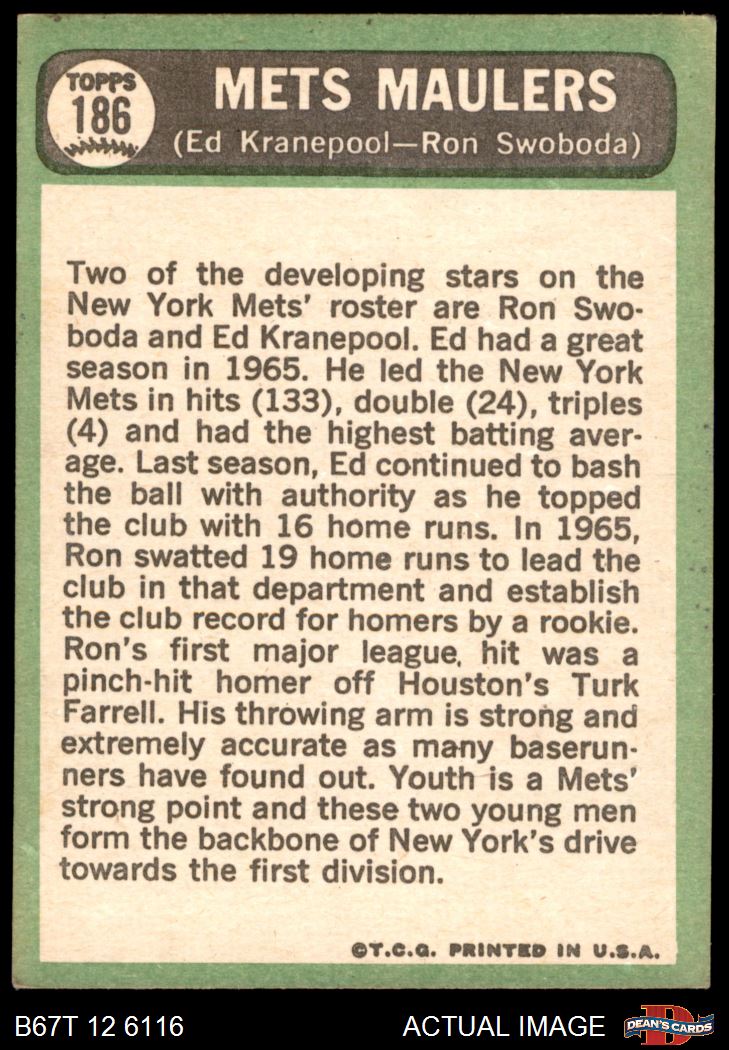 TOPPS
186
METS MAULERS
(Ed Kranepool—Ron Swoboda)
Two of the developing stars on the
New York Mets' roster are Ron Swo-
boda and Ed Kranepool. Ed had a great
season in 1965. He led the New York
Mets in hits (133), double (24), triples
(4) and had the highest batting aver-
age. Last season, Ed continued to bash
the ball with authority as he topped
the club with 16 home runs. In 1965,
Ron swatted 19 home runs to lead the
club in that department and establish
the club record for homers by a rookie.
Ron's first major league hit was a
pinch-hit homer off Houston's Turk
Farrell. His throwing arm is strong and
extremely accurate as many baserun-
ners have found out. Youth is a Mets'
strong point and these two young men
form the backbone of New York's drive
towards the first division.
©T.C.G. PRINTED IN U.S.A.
B67T 12 6116 ACTUAL IMAGE
D
DEAN'S CARDS